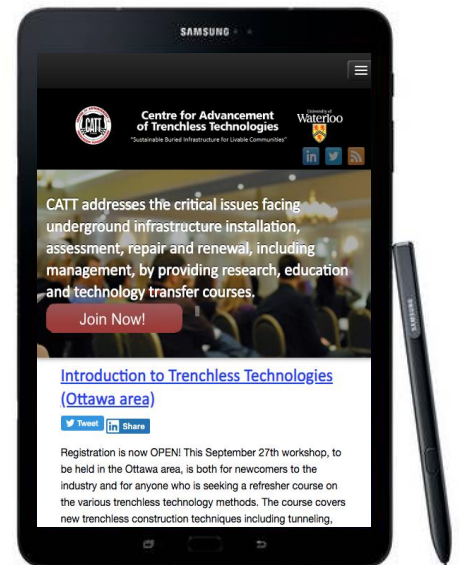 SAMSUNG
CATT
Centre for Advancement
of Trenchless Technologies
"Sustainable Buried Infrastructure for Livable Communities"
University of
Waterloo
in
CATT addresses the critical issues facing
underground infrastructure installation,
assessment, repair and renewal, including
management, by providing research, education
and technology transfer courses.
Join Now!
Introduction to Trenchless Technologies
(Ottawa area)
Tweet in Share
Registration is now OPEN! This September 27th workshop, to
be held in the Ottawa area, is both for newcomers to the
industry and for anyone who is seeking a refresher course on
the various trenchless technology methods. The course covers
new trenchless construction techniques including tunneling,
SAMSUNG